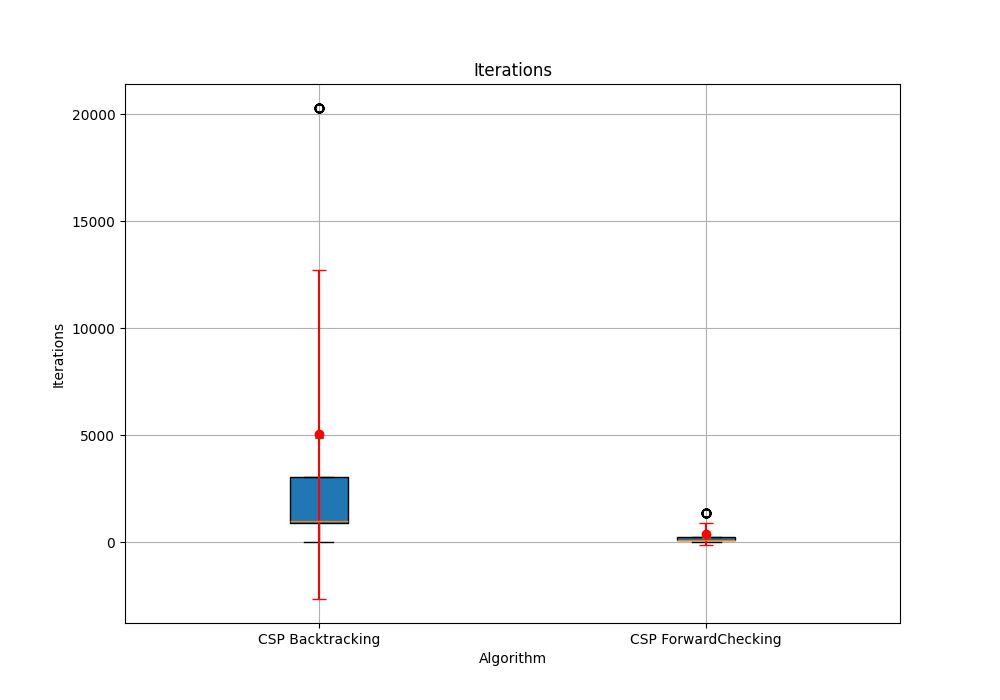 Iterations
20000
15000
10000
5000
0
Iterations
CSP Backtracking
CSP ForwardChecking
Algorithm